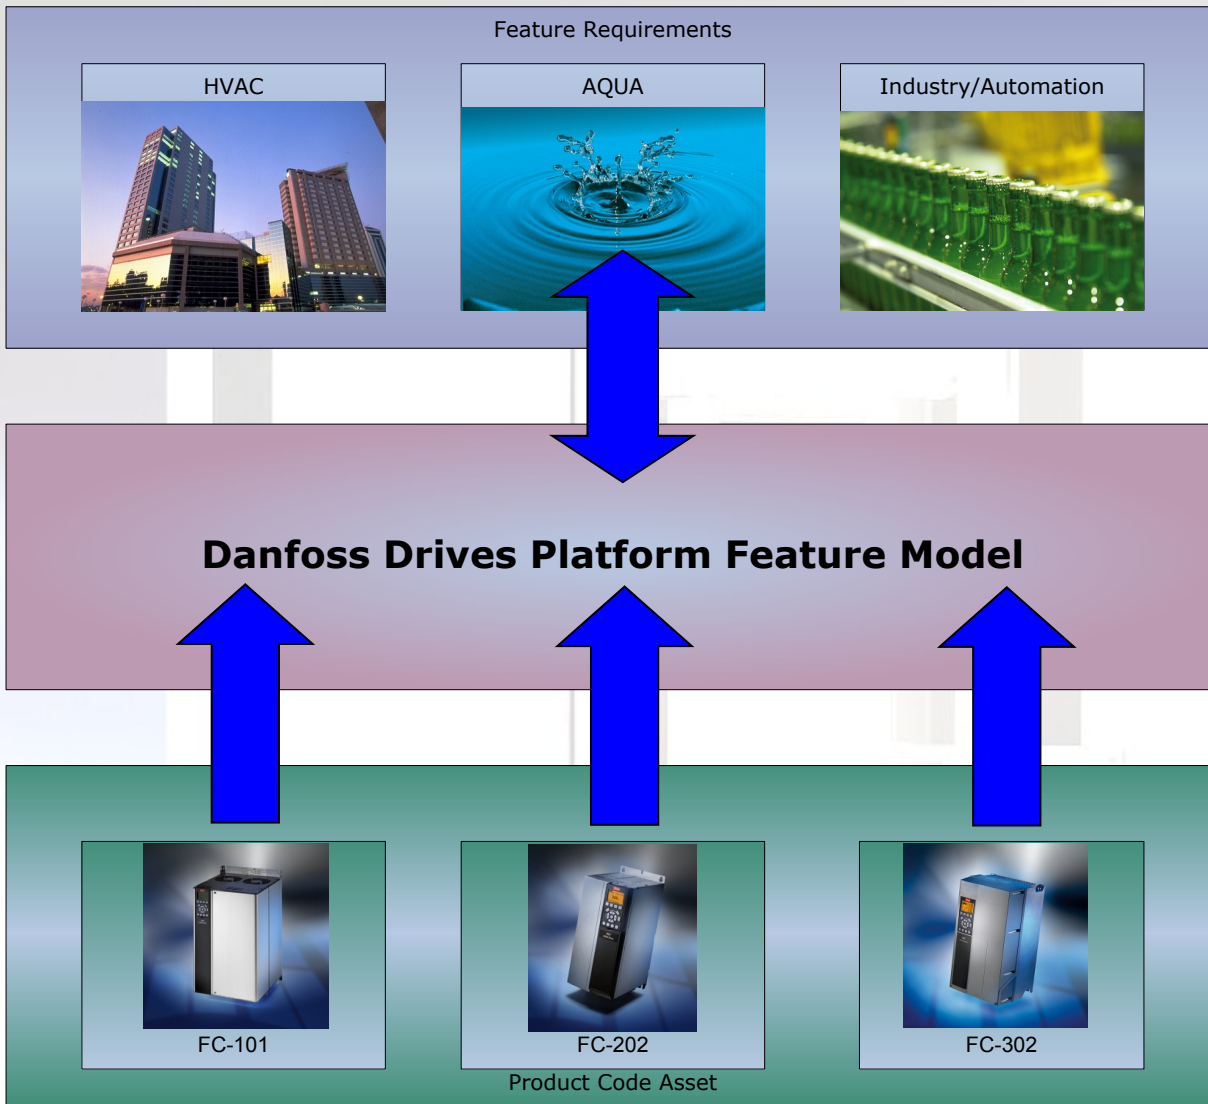 Feature Requirements
HVAC
AQUA
Industry/Automation
Danfoss Drives Platform Feature Model
FC-101
FC-202
FC-302
Product Code Asset